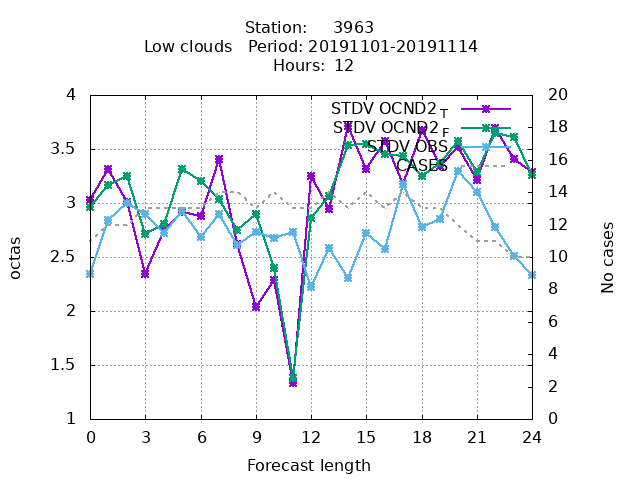 Station: 3963
Low clouds Period: 20191101-20191114
Hours: 12
STDV OCND2 T
STDV OCND2 F
STDV OBS
CASES
4
3.5
3
2.5
2
1.5
1
octas
20
18
16
14
12
10
8
6
4
2
0
No cases
0 3 6 9 12 15 18 21 24
Forecast length